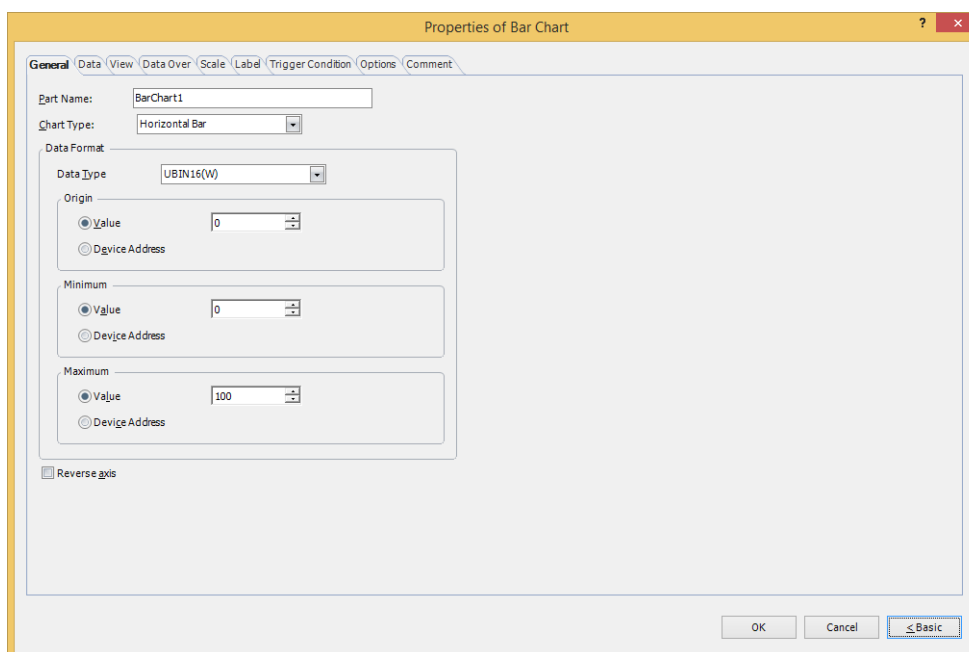 Properties of Bar Chart ?
General Data View Data Over Scale Label Trigger Condition Options Comment
Part Name: BarChart1
Chart Type: Horizontal Bar
Data Format
Data Type UBIN16(W)
Origin
Value 0
Device Address
Minimum
Value 0
Device Address
Maximum
Value 100
Device Address
Reverse axis
OK Cancel < Basic